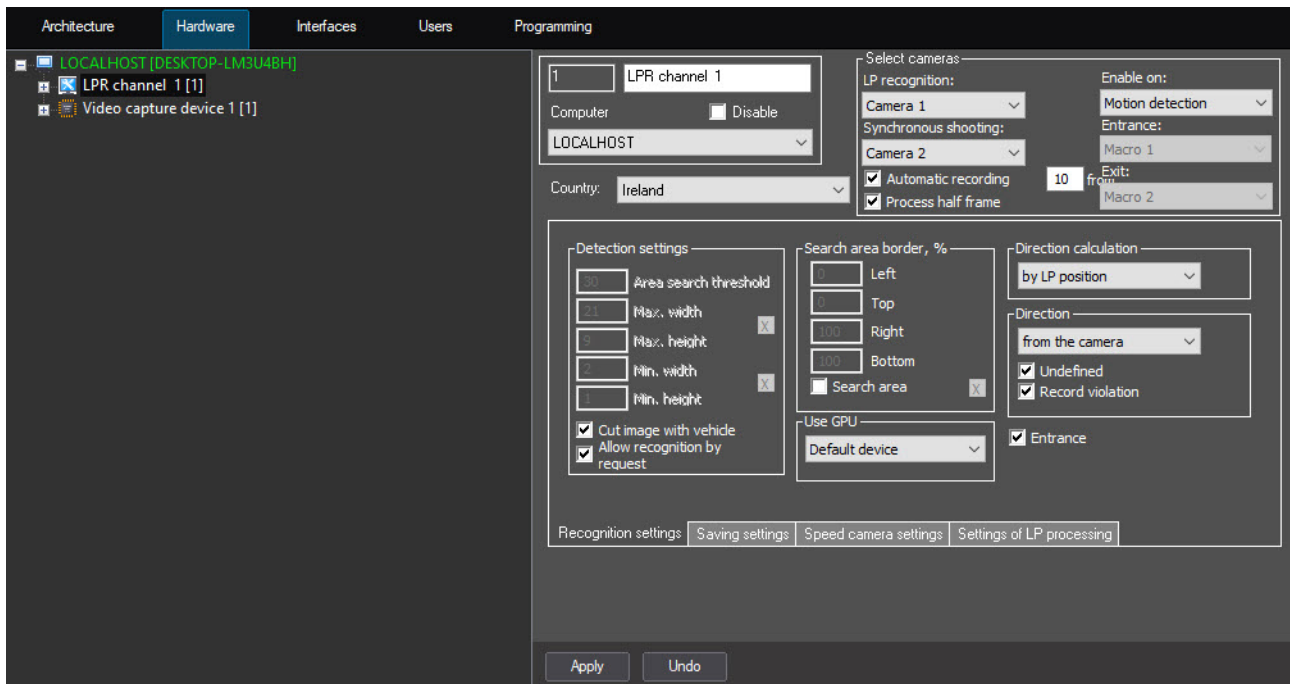 Architecture Hardware Interfaces Users Programming
LOCALHOST [DESKTOP-LM3U4BH]
LPR channel 1 [1]
Video capture device 1 [1]
1 LPR channel 1
Computer Disable
LOCALHOST
Country: Ireland
Select cameras
LP recognition: Enable on:
Camera 1 Motion detection
Synchronous shooting: Entrance:
Camera 2 Macro 1
Automatic recording 10 from Exit:
Process half frame Macro 2
Detection settings
30 Area search threshold
21 Max. width
X
9 Max. height
2 Min. width
X
1 Min. height
Cut image with vehicle
Allow recognition by
request
Search area border, %
0 Left
0 Top
100 Right
100 Bottom
Search area X
Use GPU
Default device
Direction calculation
by LP position
Direction
from the camera
Undefined
Record violation
Entrance
Recognition settings Saving settings Speed camera settings Settings of LP processing
Apply Undo